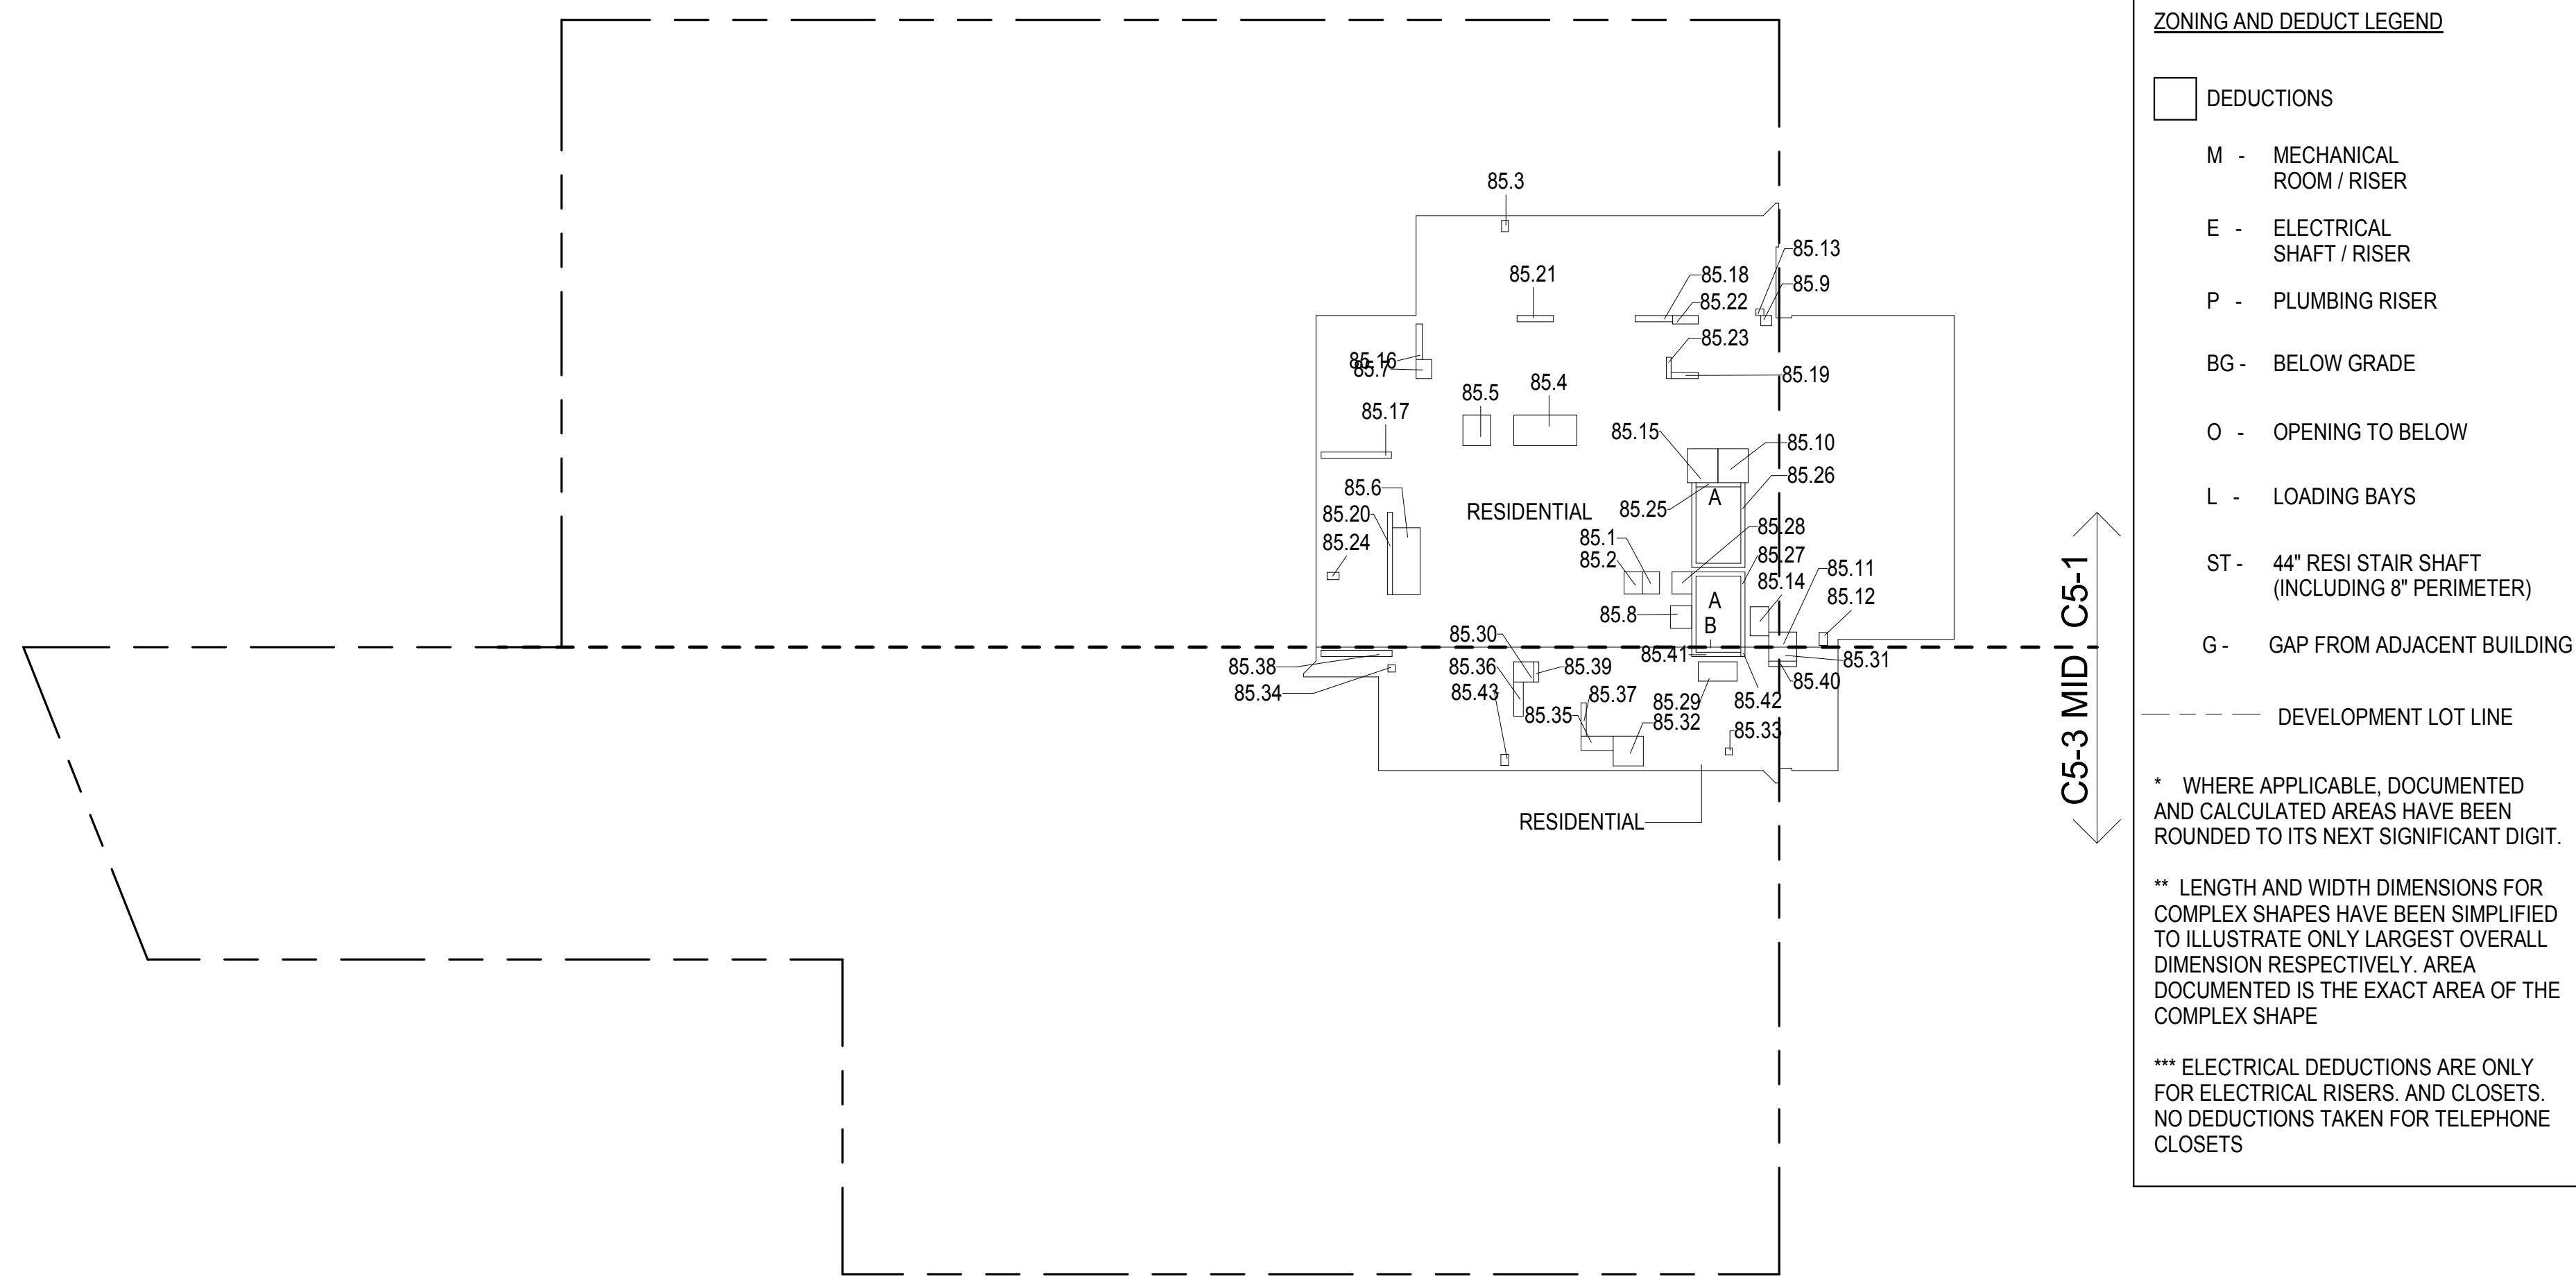 ZONING AND DEDUCT LEGEND
DEDUCTIONS
M - MECHANICAL
ROOM / RISER
E - ELECTRICAL
SHAFT / RISER
P - PLUMBING RISER
BG - BELOW GRADE
O - OPENING TO BELOW
L - LOADING BAYS
ST - 44" RESI STAIR SHAFT
(INCLUDING 8" PERIMETER)
G - GAP FROM ADJACENT BUILDING
DEVELOPMENT LOT LINE
* WHERE APPLICABLE, DOCUMENTED
AND CALCULATED AREAS HAVE BEEN
ROUNDED TO ITS NEXT SIGNIFICANT DIGIT.
** LENGTH AND WIDTH DIMENSIONS FOR
COMPLEX SHAPES HAVE BEEN SIMPLIFIED
TO ILLUSTRATE ONLY LARGEST OVERALL
DIMENSION RESPECTIVELY. AREA
DOCUMENTED IS THE EXACT AREA OF THE
COMPLEX SHAPE
*** ELECTRICAL DEDUCTIONS ARE ONLY
FOR ELECTRICAL RISERS. AND CLOSETS.
NO DEDUCTIONS TAKEN FOR TELEPHONE
CLOSETS
85.3
85.13
85.21
85.18
85.9
85.22
85.23
85.16
85.7
85.19
85.4
85.5
85.17
85.15
85.10
85.26
85.6
A
85.25
RESIDENTIAL
85.20
85.28
85.1
85.24
85.27
85.2
85.11
85.14
85.12
A
85.8
B
85.30
85.41
85.31
85.38
85.36
85.39
85.40
85.34
85.43
85.37
85.29
85.42
85.35
85.32
85.33
RESIDENTIAL
C5-3 MID
C5-1